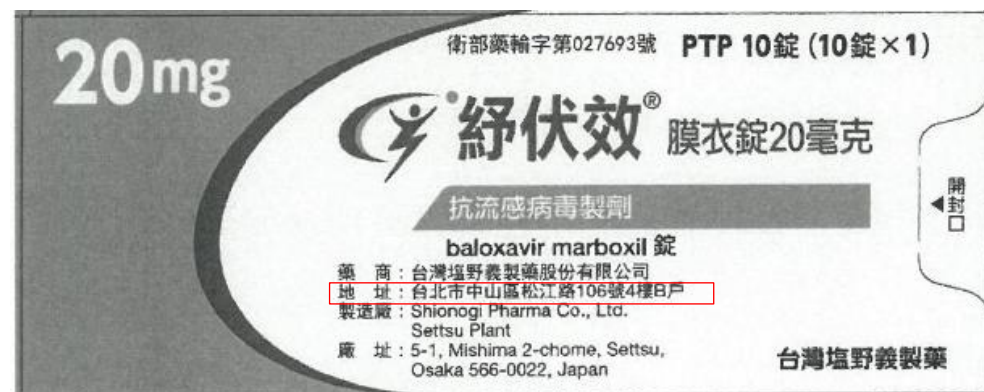 20mg
衛部藥輸字第027693號 PTP 10錠 (10錠×1)
紓伏效® 膜衣錠20毫克
抗流感病毒製劑
開封口
baloxavir marboxil 錠
藥 商：台灣塩野義製藥股份有限公司
地 址：台北市中山區松江路106號4樓B戶
製造廠：Shionogi Pharma Co., Ltd.
Settsu Plant
廠 址：5-1, Mishima 2-chome, Settsu,
Osaka 566-0022, Japan
台灣塩野義製藥